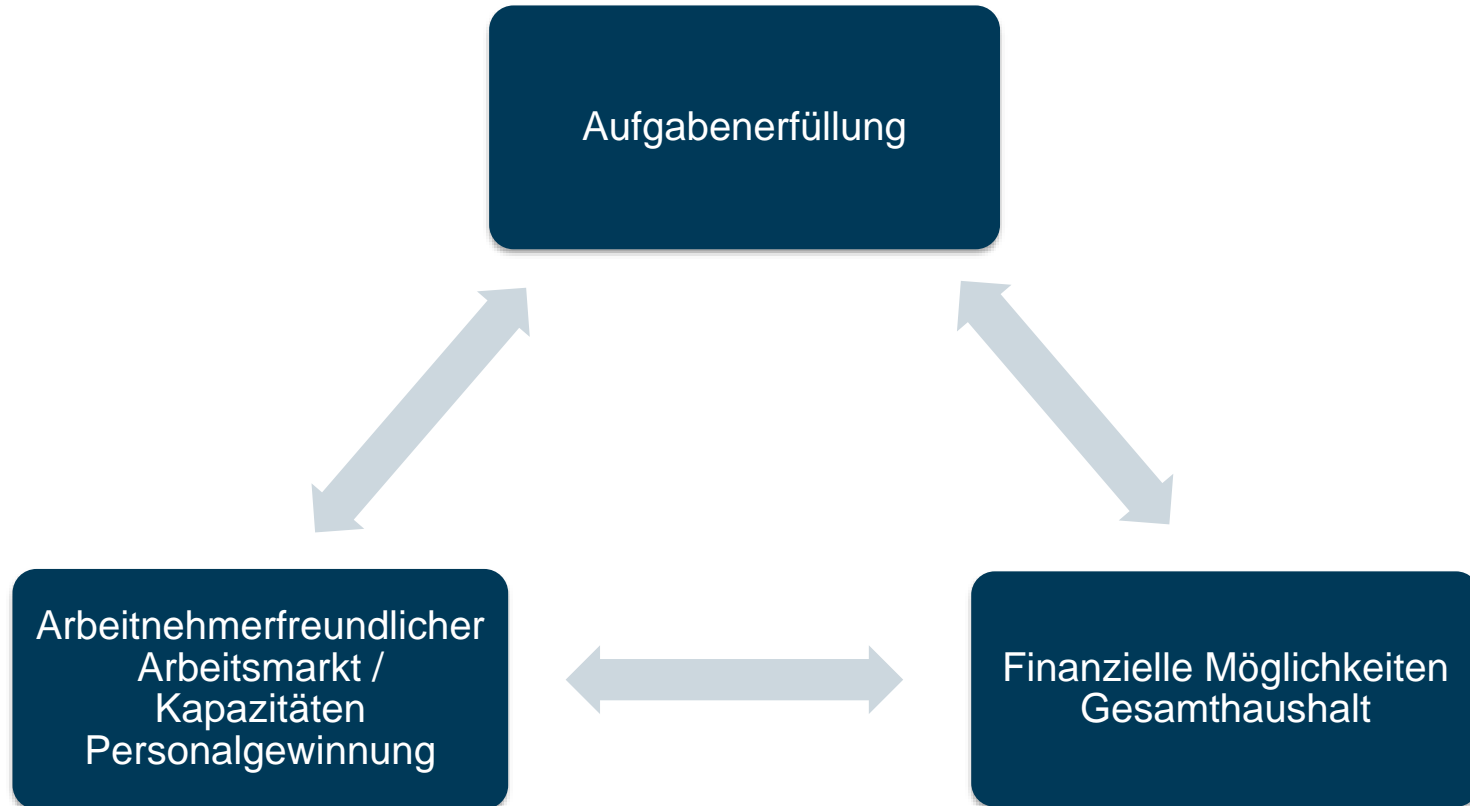 Aufgabenerfüllung
Arbeitnehmerfreundlicher
Arbeitsmarkt /
Kapazitäten
Personalgewinnung
Finanzielle Möglichkeiten
Gesamthaushalt